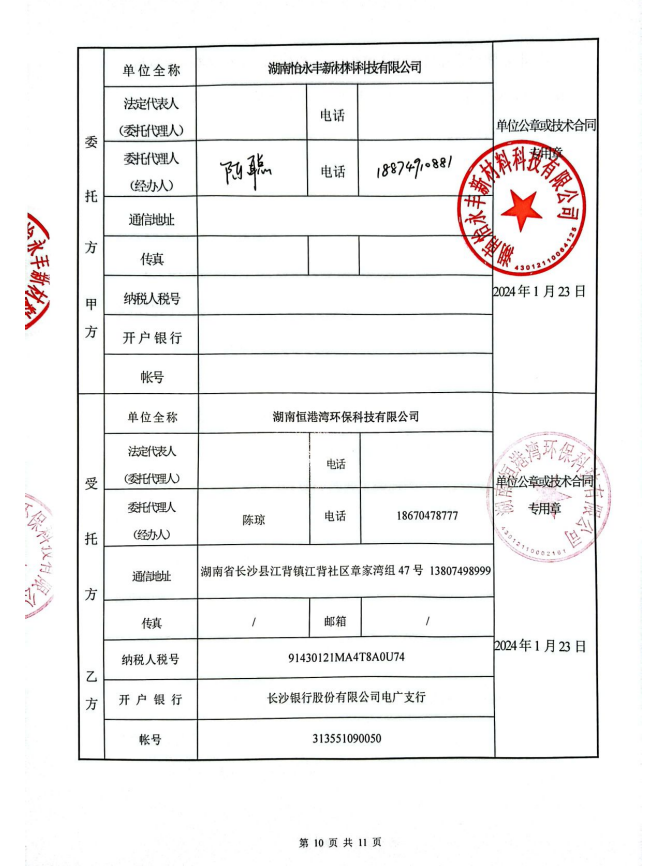 委托方甲方
单位全称 湖南怡永丰新材料科技有限公司
法定代表人
(委托代理人)
电话
单位公章或技术合同
专用章
委托代理人
(经办人)
电话 18874910881
湖南怡永丰新材料科技有限公司
通信地址
传真
2024年1月23日
纳税人税号
开户银行
帐号
受托方乙方
单位全称 湖南恒港湾环保科技有限公司
法定代表人
(委托代理人)
电话
单位公章或技术合同
专用章
湖南恒港湾环保科技有限公司
委托代理人
(经办人)
陈琼 电话 18670478777
通信地址 湖南省长沙县江背镇江背社区章家湾组 47 号 13807498999
传真 / 邮箱 /
2024年1月23日
纳税人税号 91430121MA4T8A0U74
开户银行 长沙银行股份有限公司电广支行
帐号 313551090050
第 10 页 共 11 页